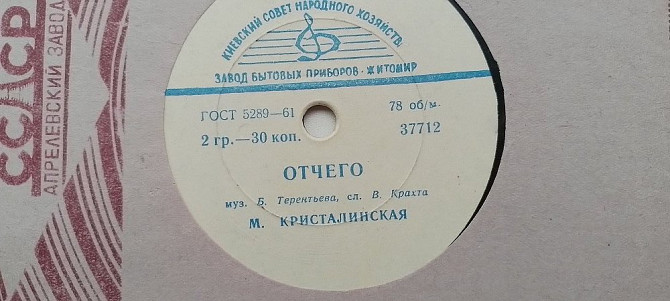 СССР
АПРЕЛЕВСКИЙ ЗАВОД
КИЕВСКИЙ СОВЕТ НАРОДНОГО ХОЗЯЙСТВА
ЗАВОД БЫТОВЫХ ПРИБОРОВ · ЖИТОМИР
ГОСТ 5289—61 78 об/м.
2 гр.—30 коп. 37712
ОТЧЕГО
муз. Б. Терентьева, сл. В. Крахта
М. КРИСТАЛИНСКАЯ